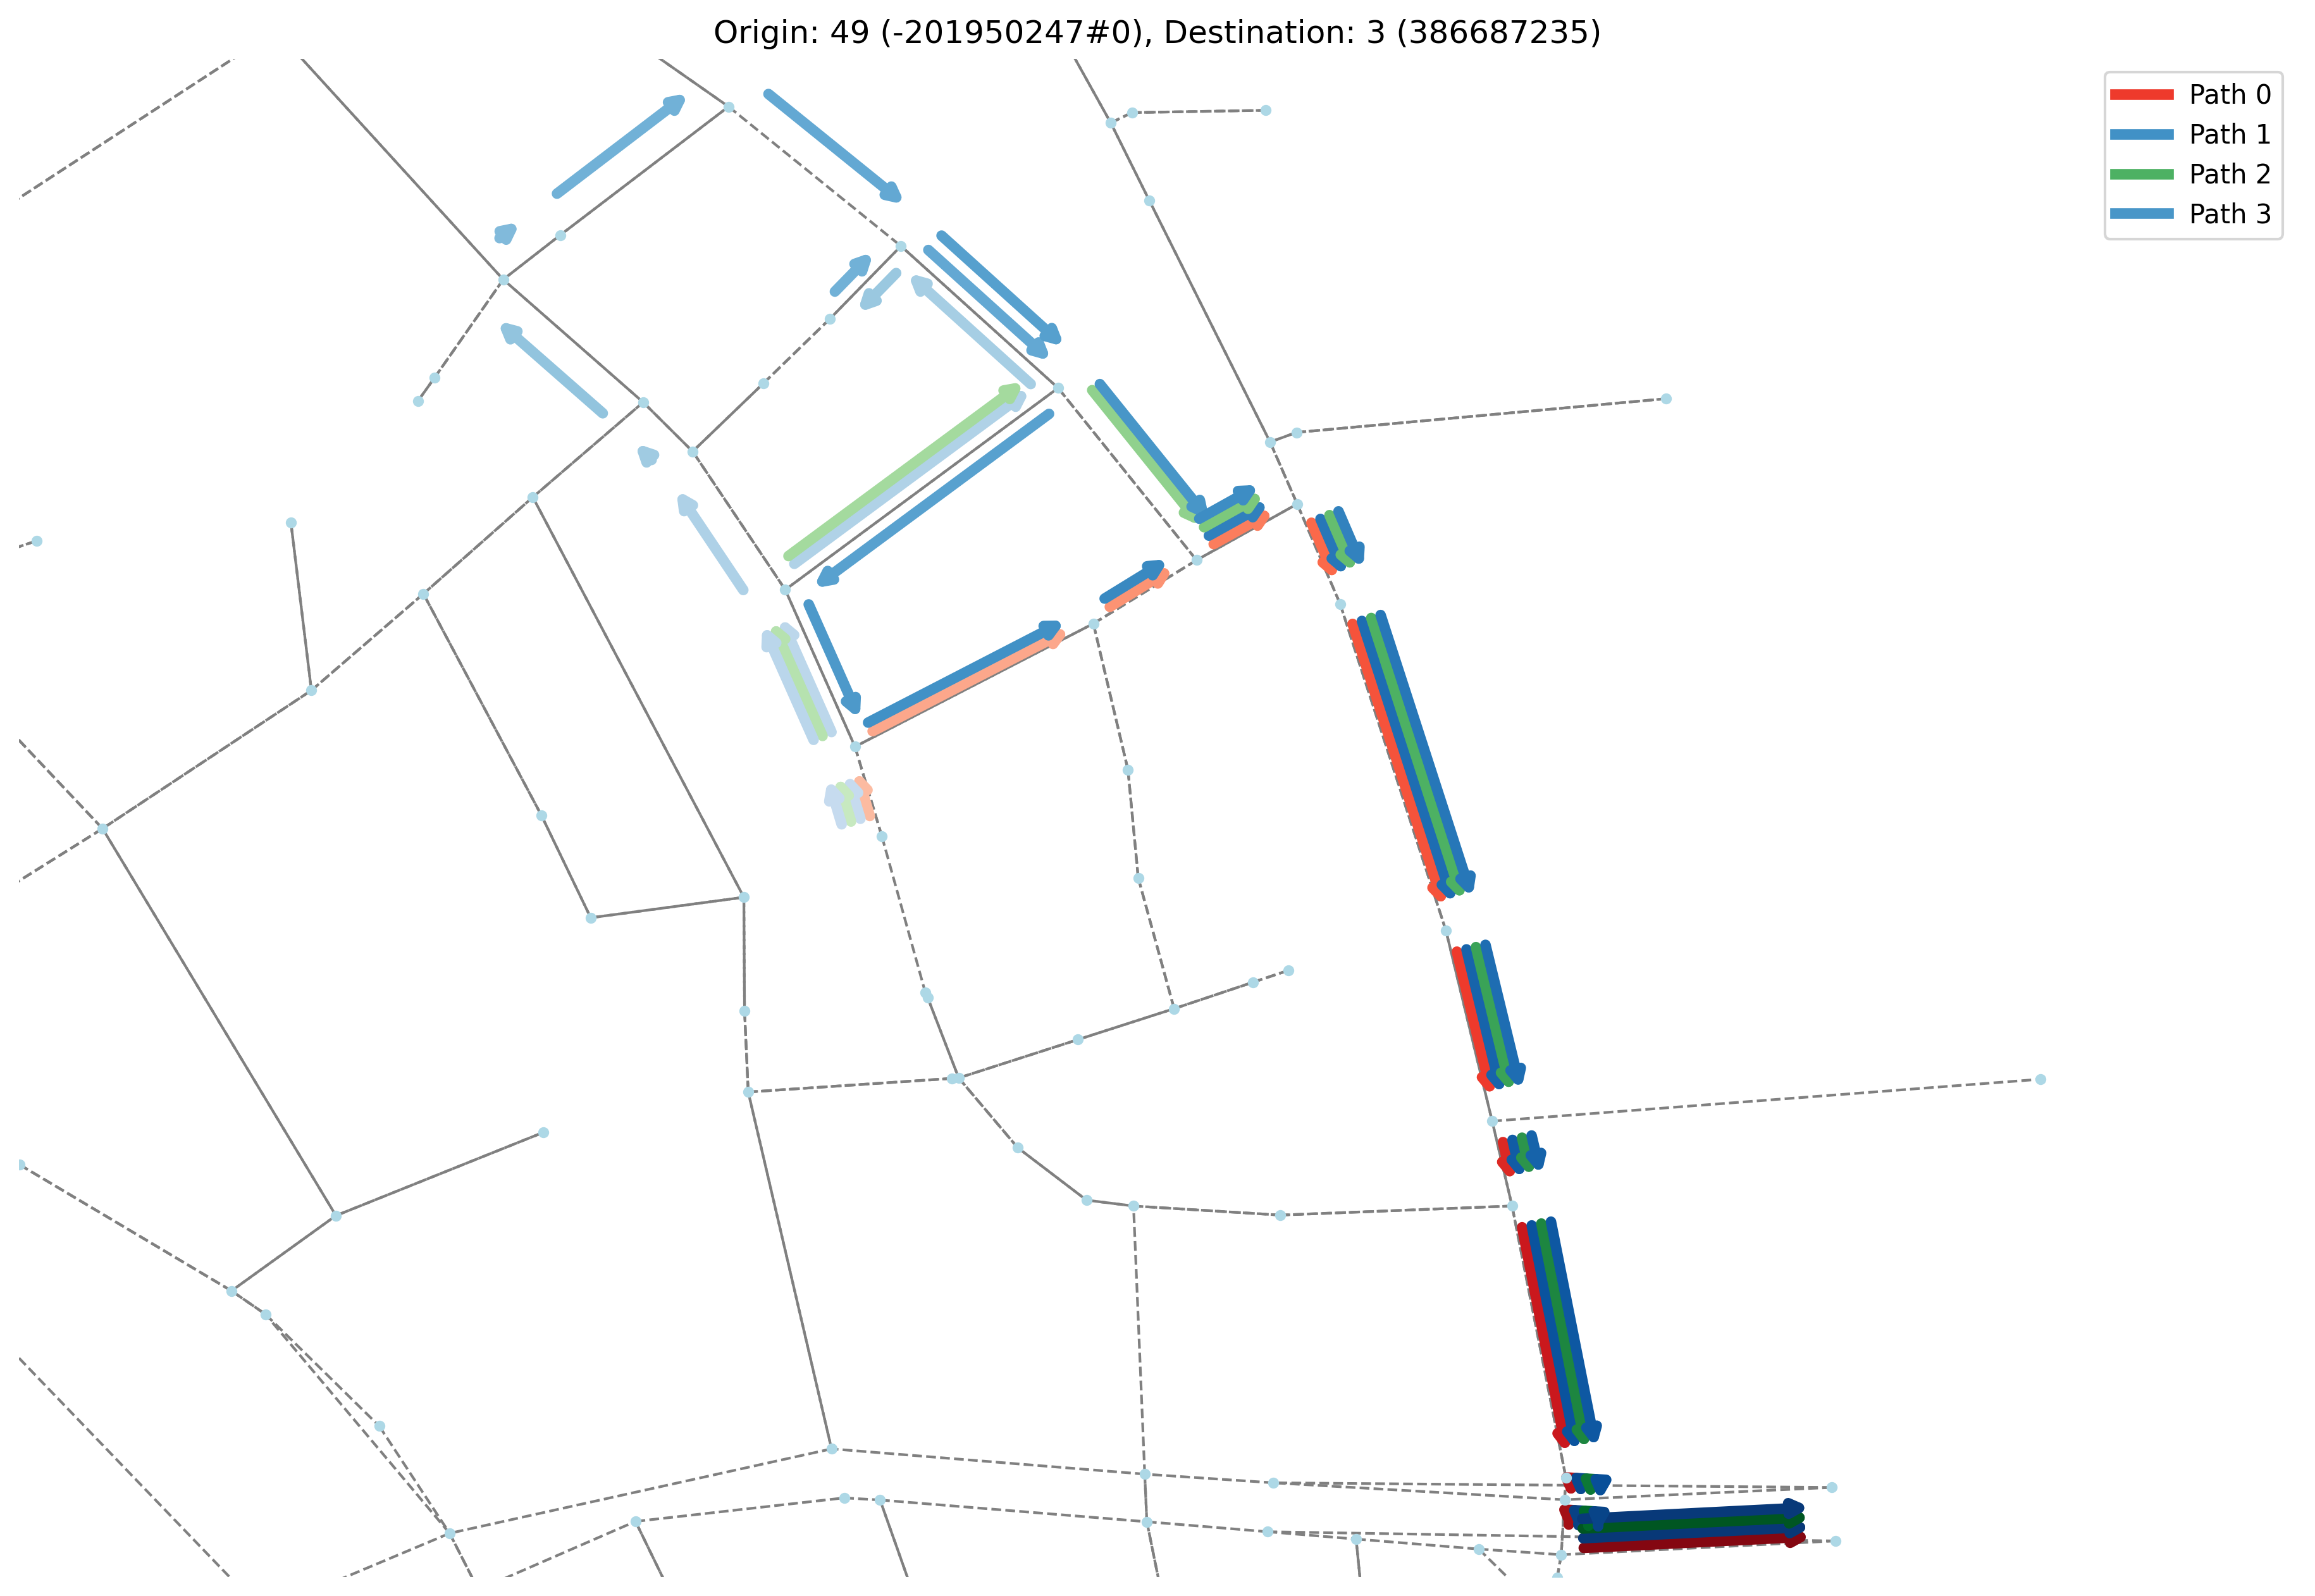 Origin: 49 (-201950247#0), Destination: 3 (386687235)
Path 0
Path 1
Path 2
Path 3